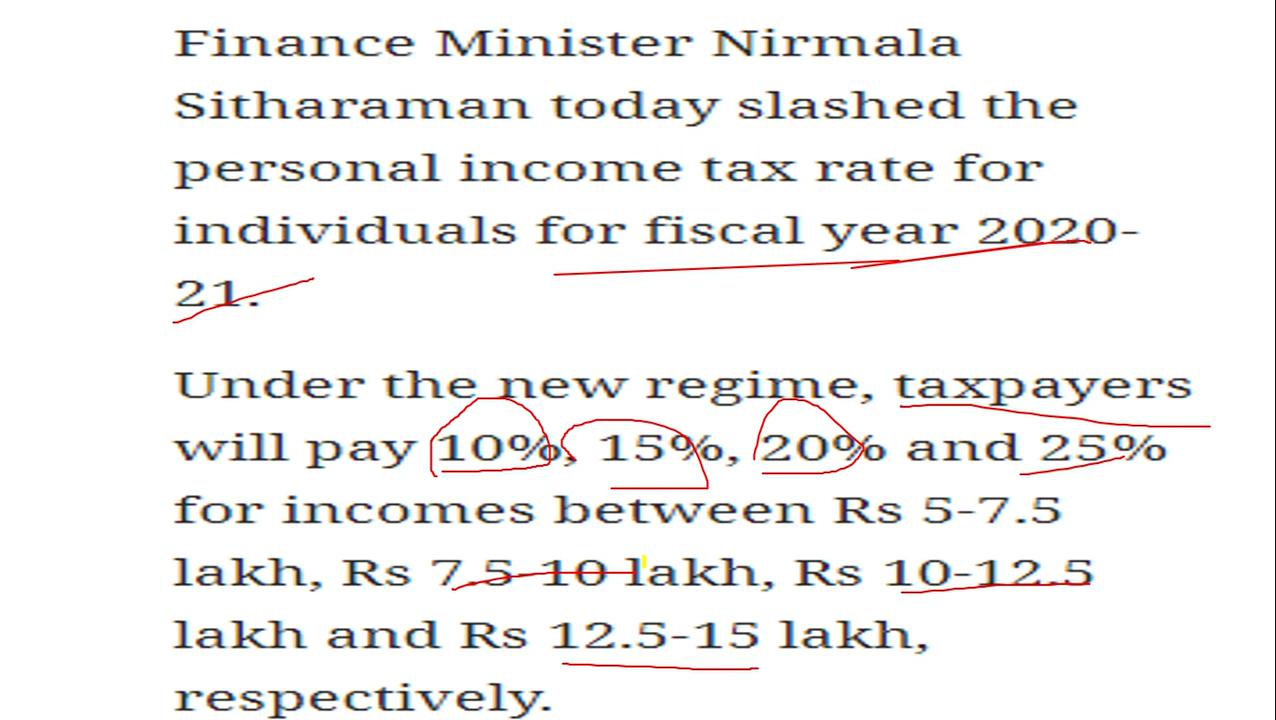 Finance Minister Nirmala
Sitharaman today slashed the
personal income tax rate for
individuals for fiscal year 2020-
21.
Under the new regime, taxpayers
will pay 10%, 15%, 20% and 25%
for incomes between Rs 5-7.5
lakh, Rs 7.5-10 lakh, Rs 10-12.5
lakh and Rs 12.5-15 lakh,
respectively.